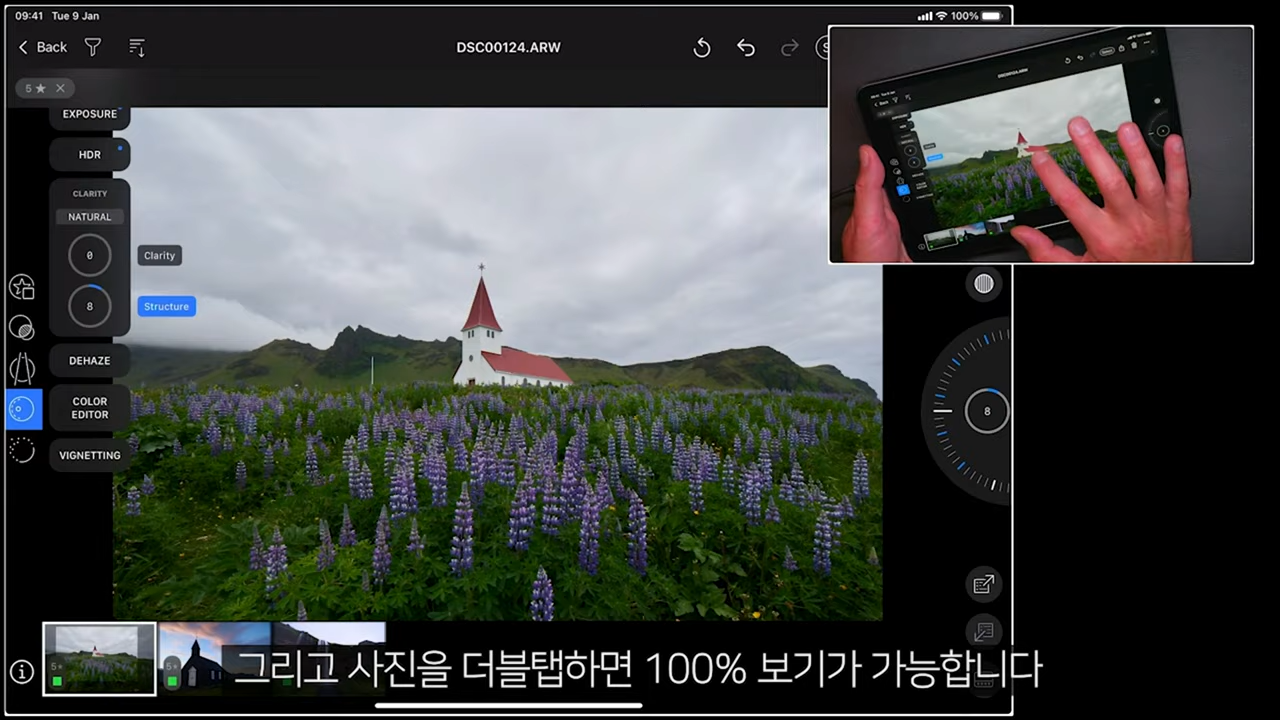 09:41 Tue 9 Jan
100%
Back
DSC00124.ARW
5★
EXPOSURE
HDR
CLARITY
NATURAL
0
Clarity
8
Structure
DEHAZE
COLOR
EDITOR
VIGNETTING
8
5★
5★
그리고 사진을 더블탭하면 100% 보기가 가능합니다